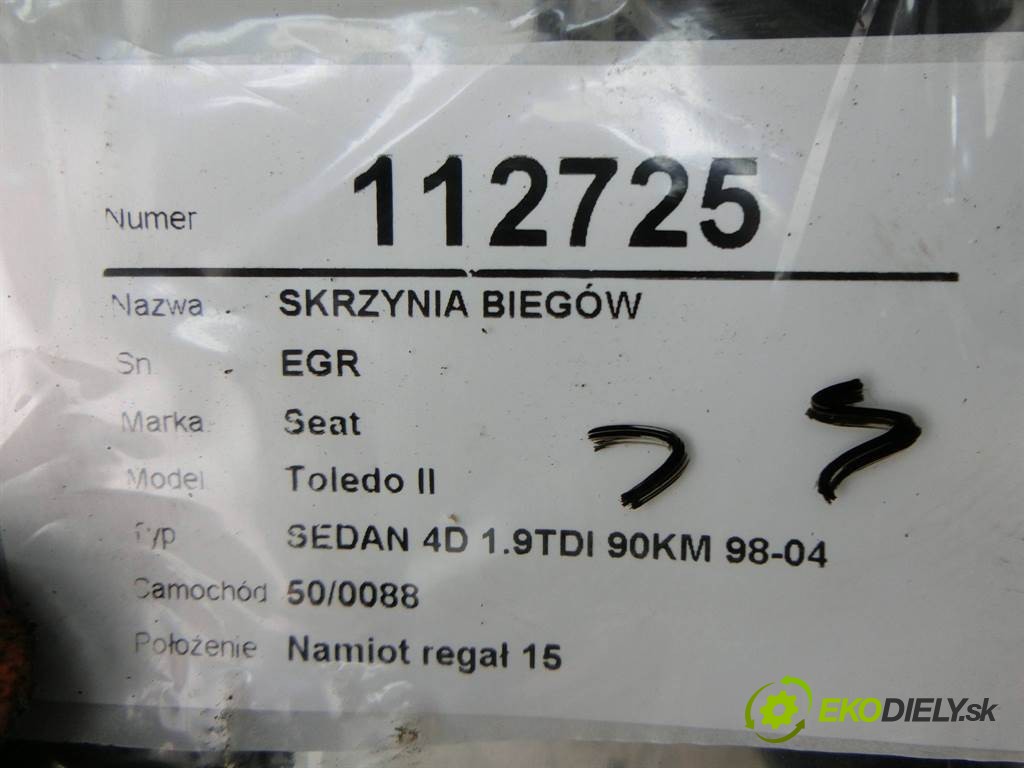 Numer 112725
Nazwa SKRZYNIA BIEGÓW
Sn EGR
Marka Seat
Model Toledo II
Typ SEDAN 4D 1.9TDI 90KM 98-04
Samochód 50/0088
Położenie Namiot regał 15
EKODIELY.sk